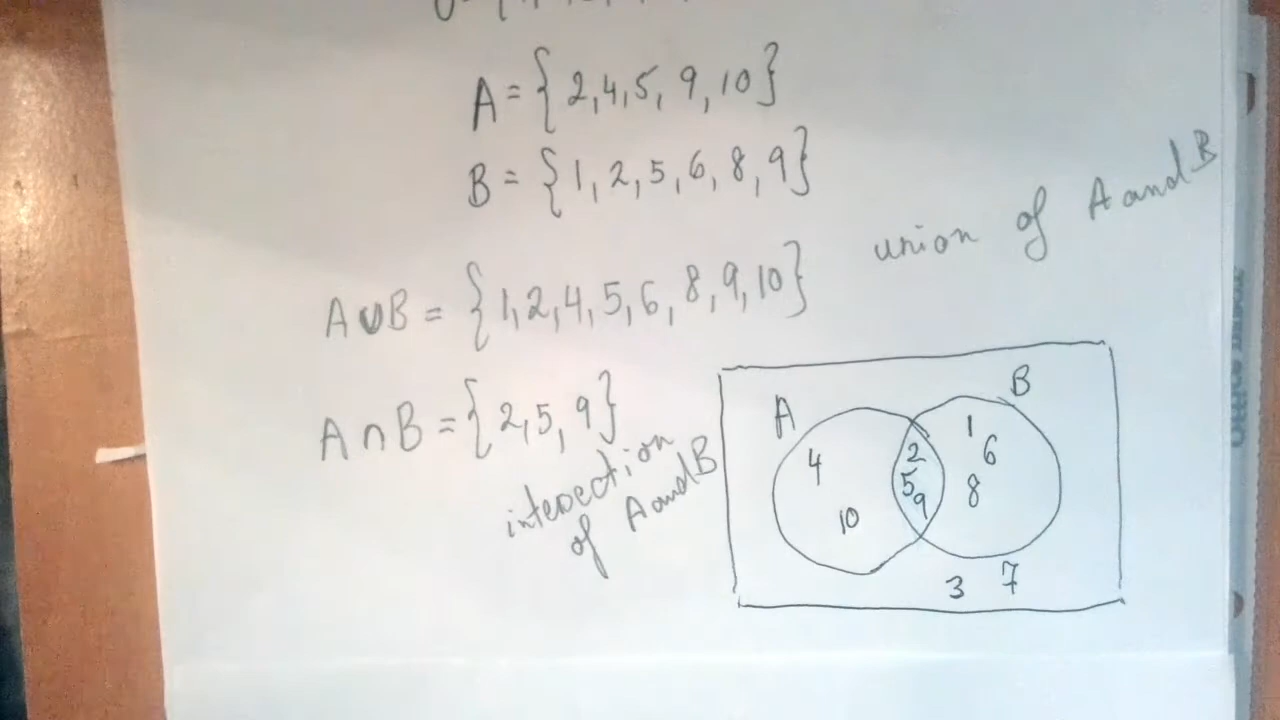 A = { 2, 4, 5, 9, 10 }
B = { 1, 2, 5, 6, 8, 9 }
A ∪ B = { 1, 2, 4, 5, 6, 8, 9, 10 }
union of A and B
A ∩ B = { 2, 5, 9 }
intersection
of A and B
A
B
4
10
2
5
9
1
6
8
3 7